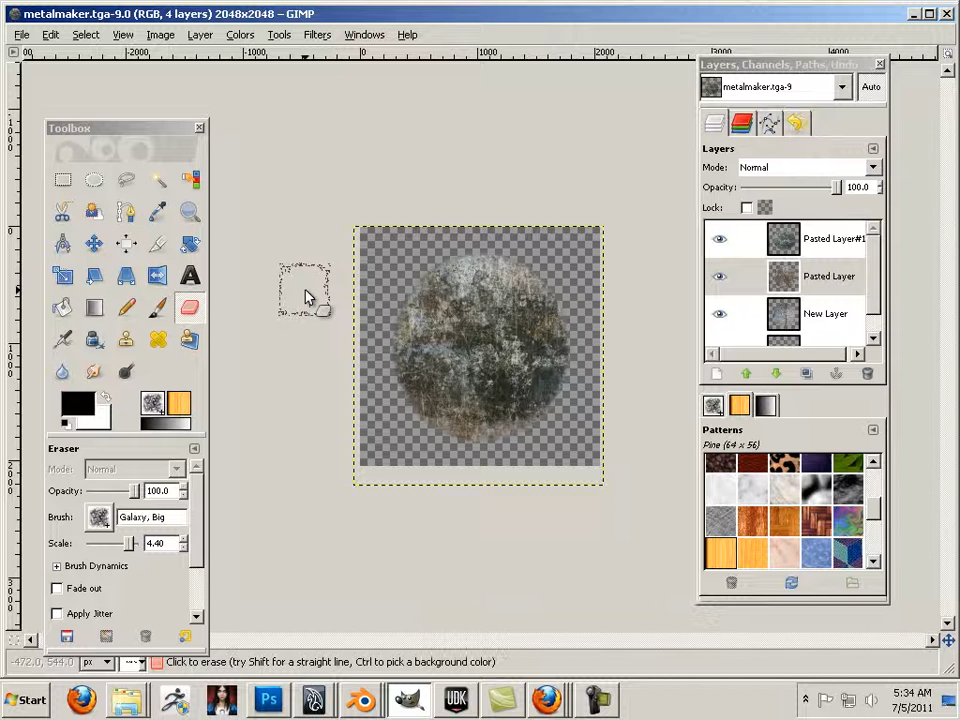 metalmaker.tga-9.0 (RGB, 4 layers) 2048x2048 – GIMP
File Edit Select View Image Layer Colors Tools Filters Windows Help
-2000 -1000 0 1000 2000 3000 4000
Layers, Channels, Paths, Undo
metalmaker.tga-9 Auto
Toolbox
Layers
Mode: Normal
Opacity: 100.0
Lock:
Pasted Layer#1
Pasted Layer
New Layer
Patterns
Pine (64 x 56)
Eraser
Mode: Normal
Opacity: 100.0
Brush: Galaxy, Big
Scale: 4.40
Brush Dynamics
Fade out
Apply Jitter
-472.0, 544.0 px Click to erase (try Shift for a straight line, Ctrl to pick a background color)
Start Ps UDK 5:34 AM
7/5/2011